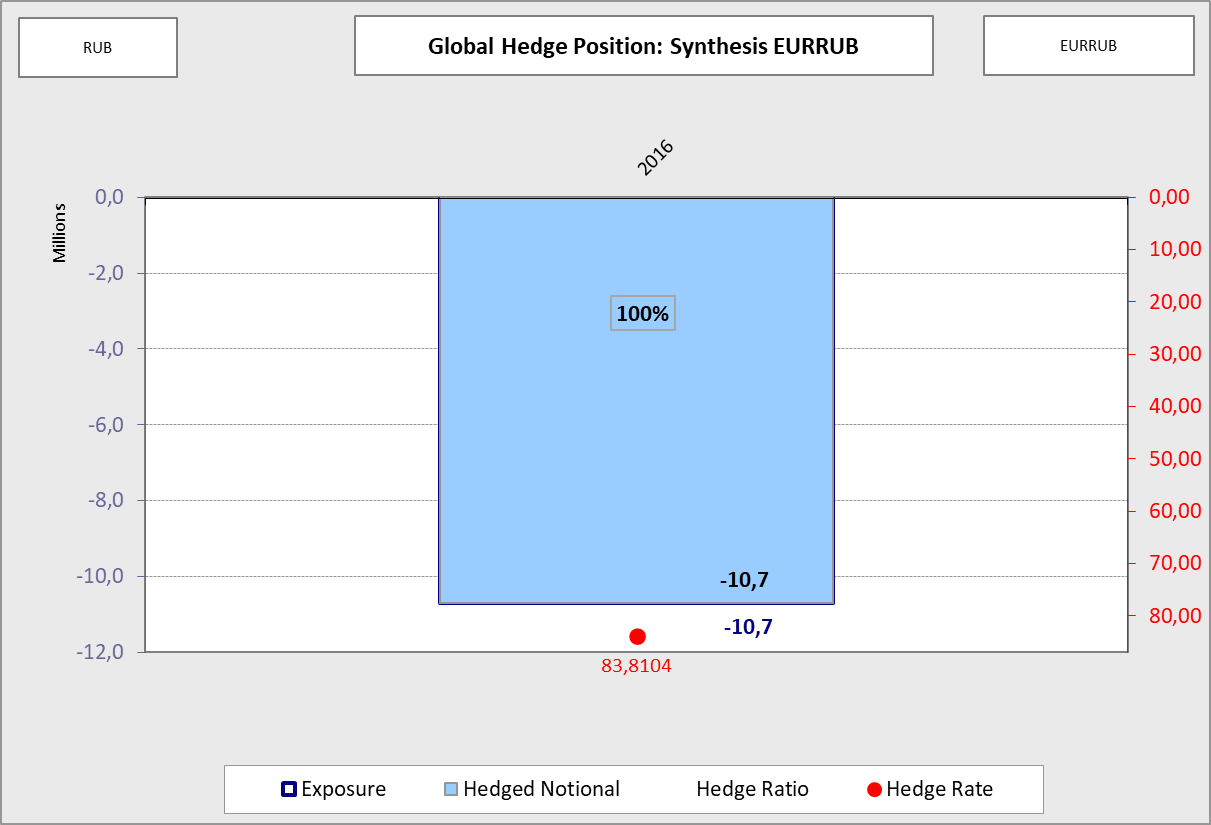 RUB
Global Hedge Position: Synthesis EURRUB
EURRUB
2016
Millions
0,0
-2,0
-4,0
-6,0
-8,0
-10,0
-12,0
100%
-10,7
-10,7
83,8104
0,00
10,00
20,00
30,00
40,00
50,00
60,00
70,00
80,00
Exposure
Hedged Notional
Hedge Ratio
Hedge Rate